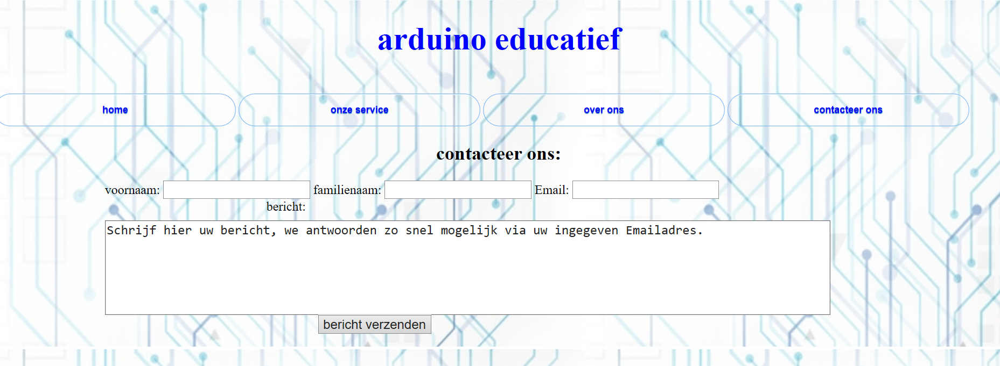 arduino educatief
home onze service over ons contacteer ons
contacteer ons:
voornaam: familienaam: Email:
bericht:
Schrijf hier uw bericht, we antwoorden zo snel mogelijk via uw ingegeven Emailadres.
bericht verzenden